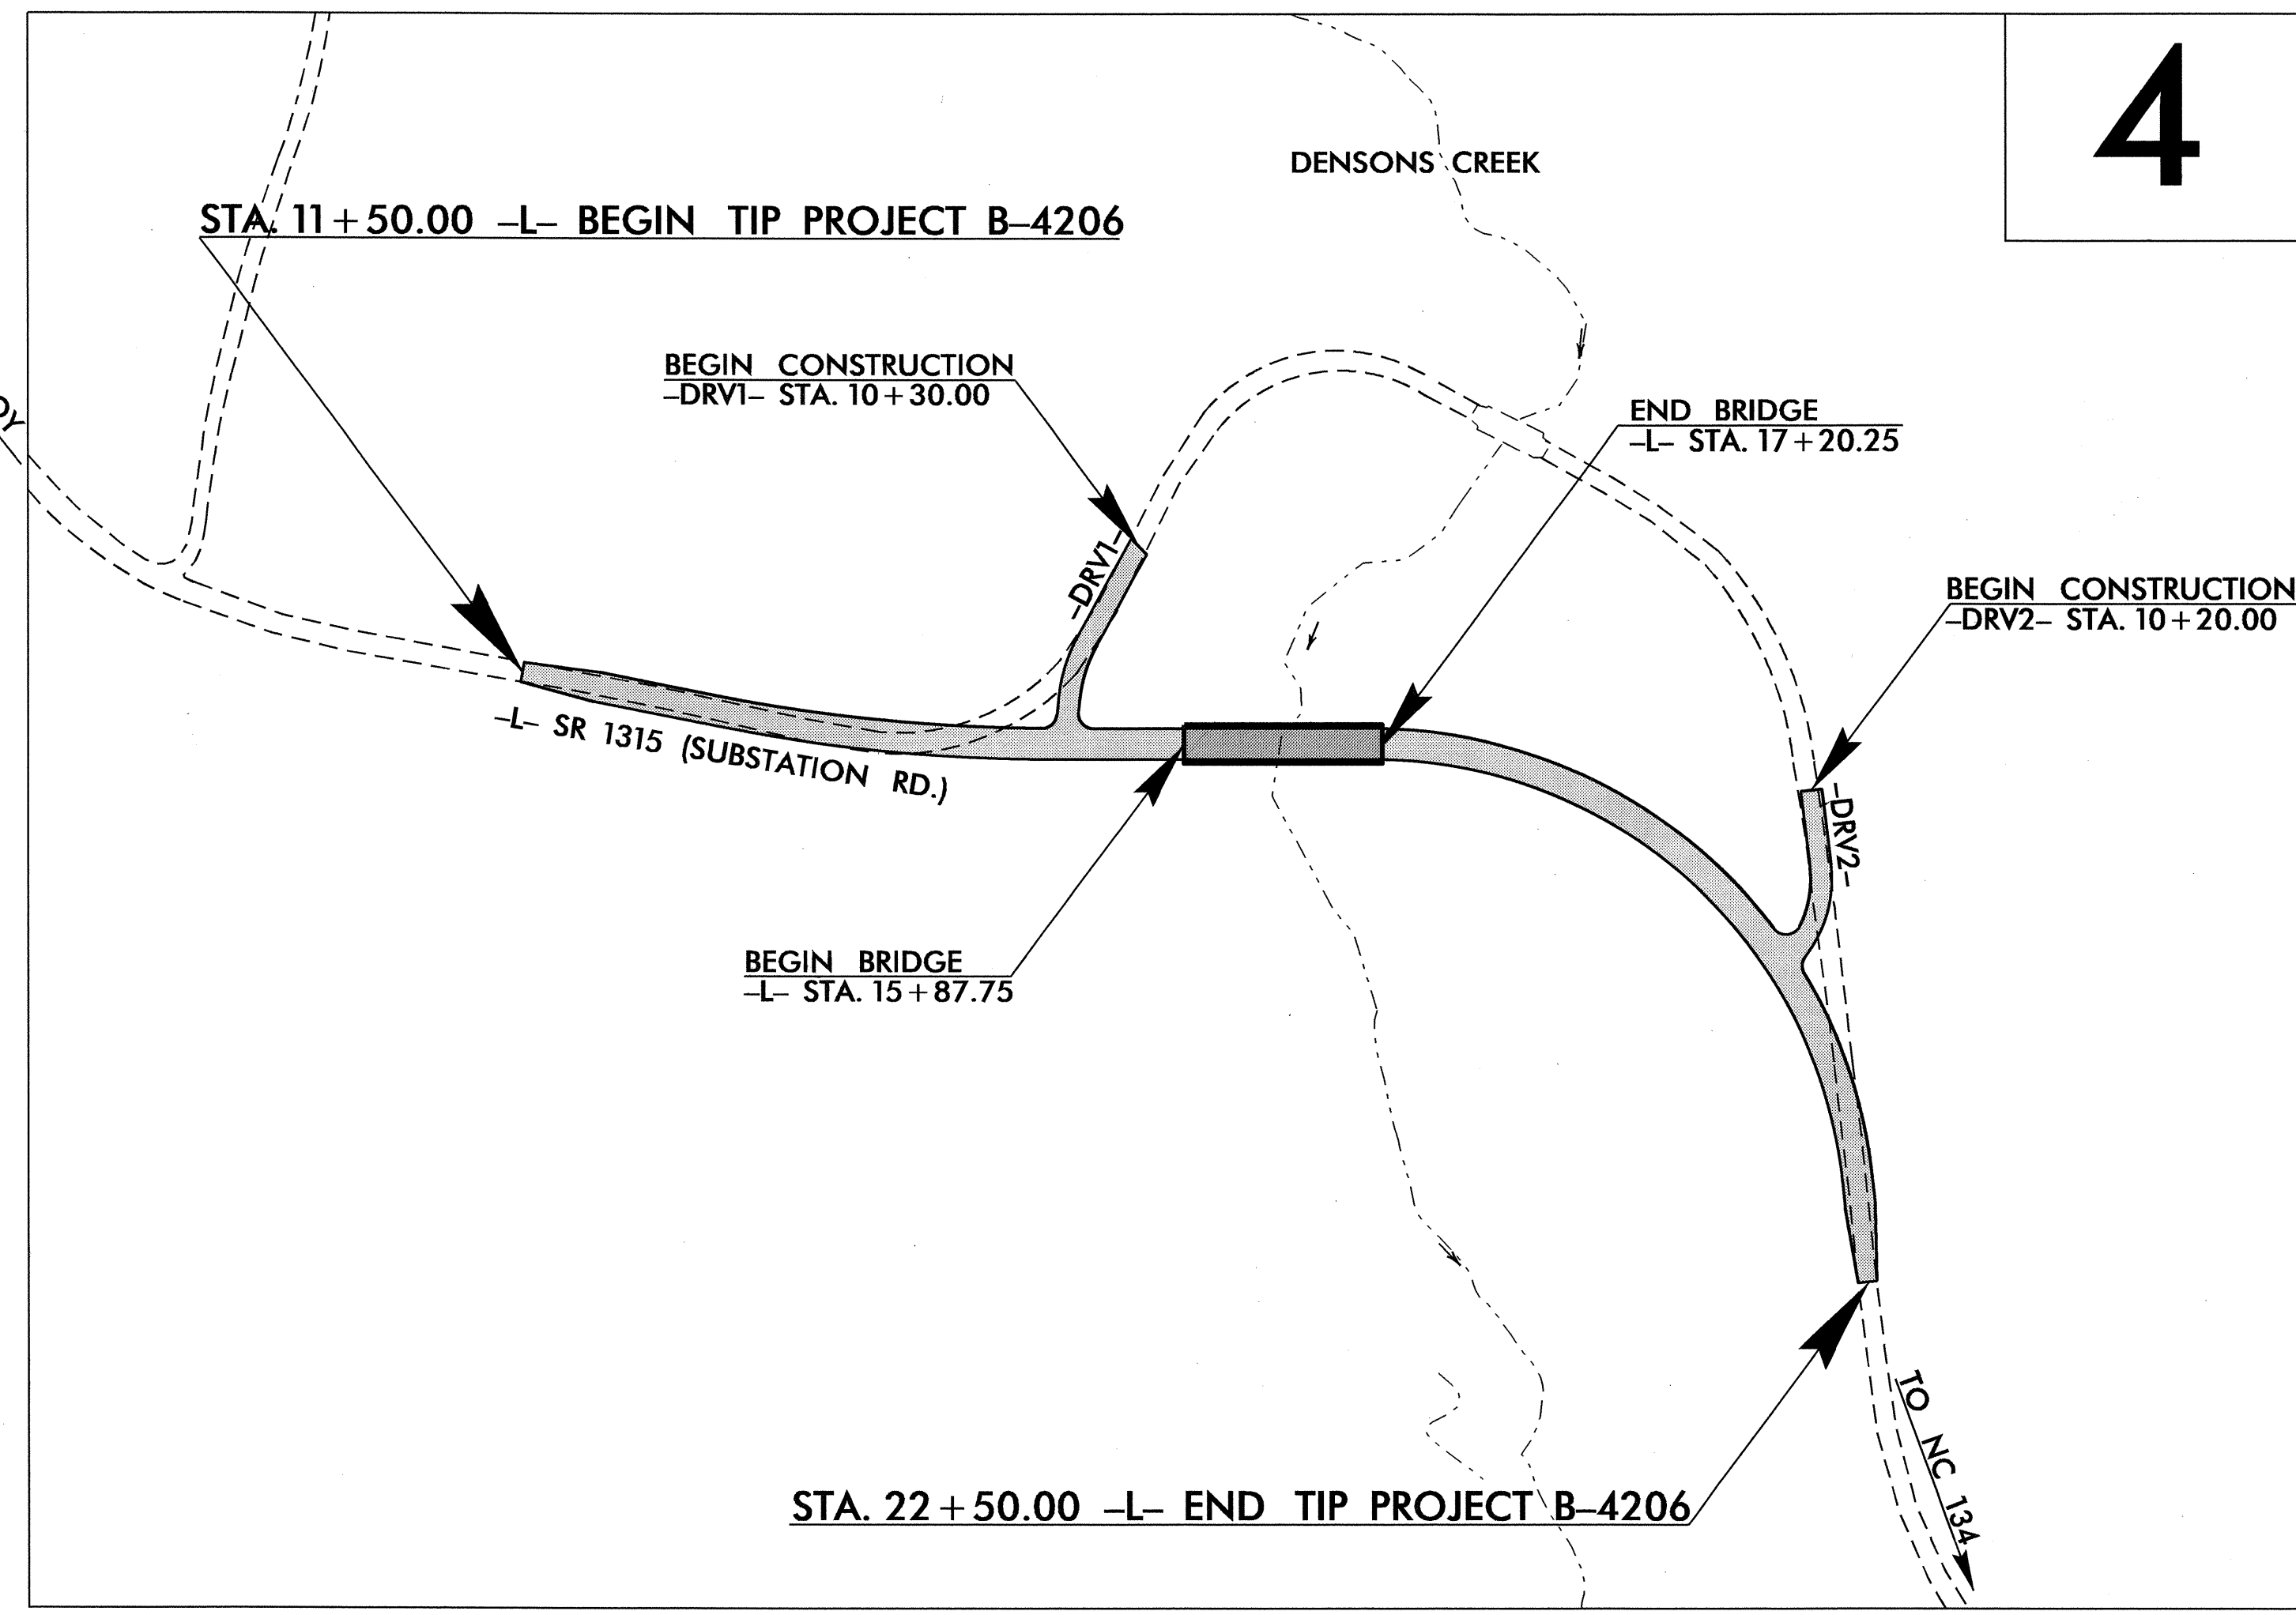 4
DENSONS CREEK
STA. 11+50.00 –L– BEGIN TIP PROJECT B–4206
BEGIN CONSTRUCTION
–DRV1– STA. 10+30.00
END BRIDGE
–L– STA. 17+20.25
–DRV1–
BEGIN CONSTRUCTION
–DRV2– STA. 10+20.00
–L– SR 1315 (SUBSTATION RD.)
–DRV2–
BEGIN BRIDGE
–L– STA. 15+87.75
TO NC 134
STA. 22+50.00 –L– END TIP PROJECT B–4206